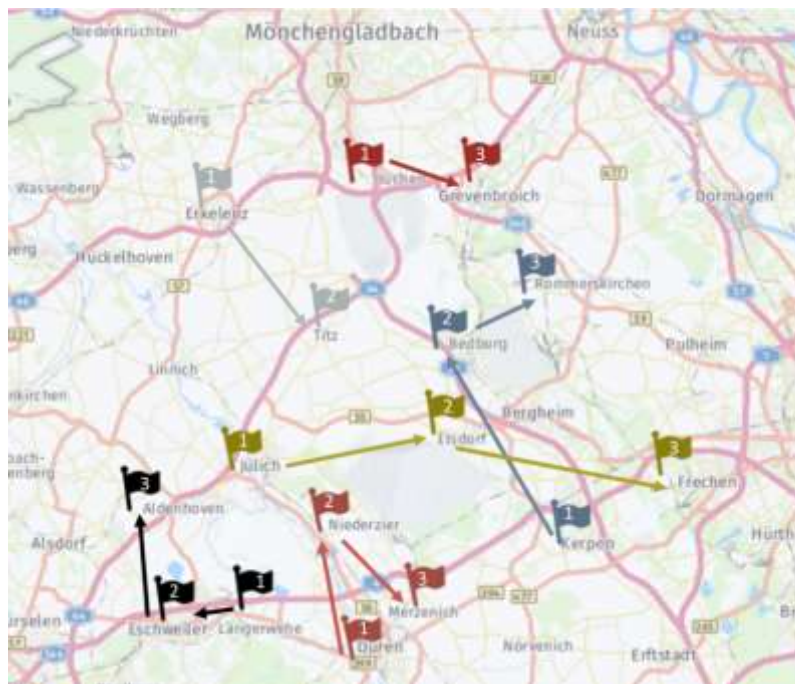 Mönchengladbach
Niederkrüchten
Neuss
Wegberg
Wassenberg
1
3
Grevenbroich
Dormagen
1
Erkelenz
Hückelhoven
3
Rommerskirchen
2
Titz
2
Bedburg
Pulheim
Linnich
Bergheim
2
Elsdorf
1
Jülich
3
Frechen
3
Aldenhoven
2
Niederzier
1
Kerpen
Alsdorf
Hürth
2
1
3
Merzenich
Eschweiler
Langerwehe
1
Düren
Nörvenich
Erftstadt